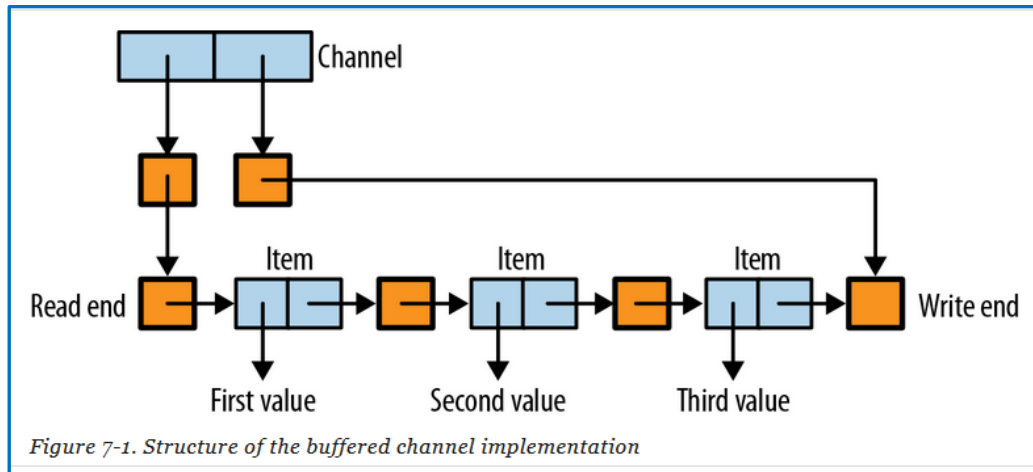 Channel
Item Item Item
Read end Write end
First value Second value Third value
Figure 7-1. Structure of the buffered channel implementation